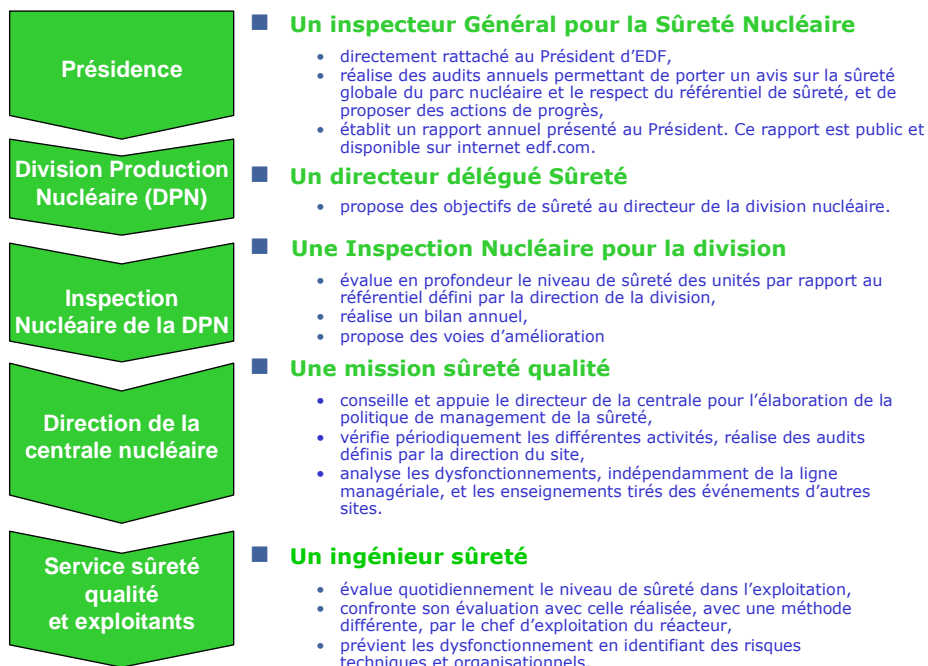 Présidence
Un inspecteur Général pour la Sûreté Nucléaire
directement rattaché au Président d'EDF,
réalise des audits annuels permettant de porter un avis sur la sûreté
globale du parc nucléaire et le respect du référentiel de sûreté, et de
proposer des actions de progrès,
établit un rapport annuel présenté au Président. Ce rapport est public et
disponible sur internet edf.com.
Division Production
Nucléaire (DPN)
Un directeur délégué Sûreté
propose des objectifs de sûreté au directeur de la division nucléaire.
Inspection
Nucléaire de la DPN
Une Inspection Nucléaire pour la division
évalue en profondeur le niveau de sûreté des unités par rapport au
référentiel défini par la direction de la division,
réalise un bilan annuel,
propose des voies d'amélioration
Direction de la
centrale nucléaire
Une mission sûreté qualité
conseille et appuie le directeur de la centrale pour l'élaboration de la
politique de management de la sûreté,
vérifie périodiquement les différentes activités, réalise des audits
définis par la direction du site,
analyse les dysfonctionnements, indépendamment de la ligne
managériale, et les enseignements tirés des événements d'autres
sites.
Service sûreté
qualité
et exploitants
Un ingénieur sûreté
évalue quotidiennement le niveau de sûreté dans l'exploitation,
confronte son évaluation avec celle réalisée, avec une méthode
différente, par le chef d'exploitation du réacteur,
prévient les dysfonctionnement en identifiant des risques
techniques et organisationnels.